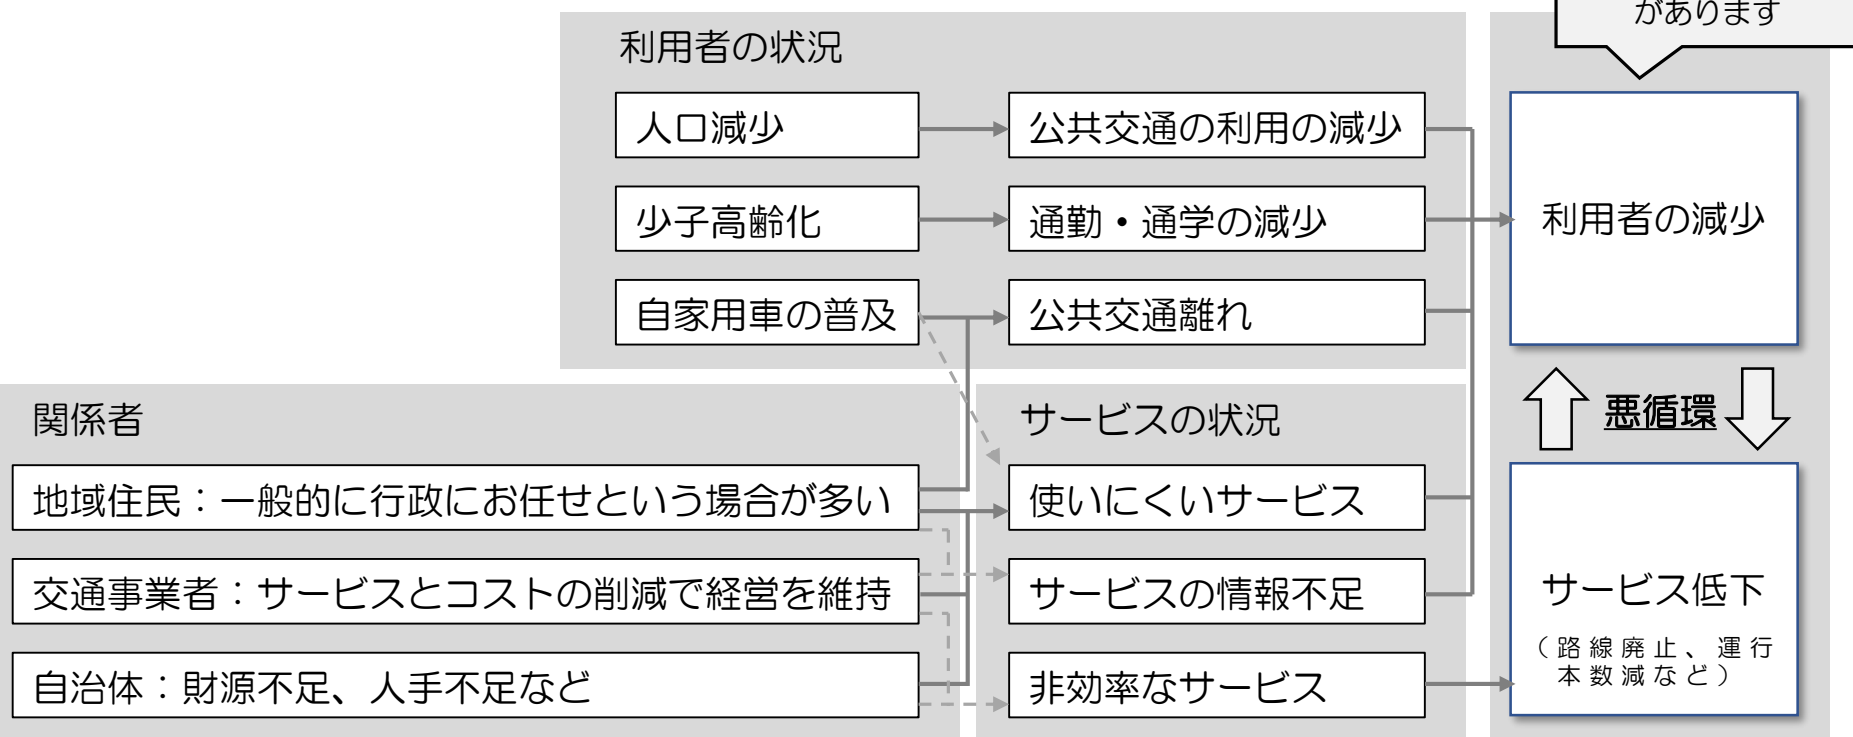 があります
利用者の状況
人口減少
公共交通の利用の減少
少子高齢化
通勤・通学の減少
自家用車の普及
公共交通離れ
利用者の減少
悪循環
関係者
地域住民：一般的に行政にお任せという場合が多い
交通事業者：サービスとコストの削減で経営を維持
自治体：財源不足、人手不足など
サービスの状況
使いにくいサービス
サービスの情報不足
非効率なサービス
サービス低下
（路線廃止、運行
本数減など）